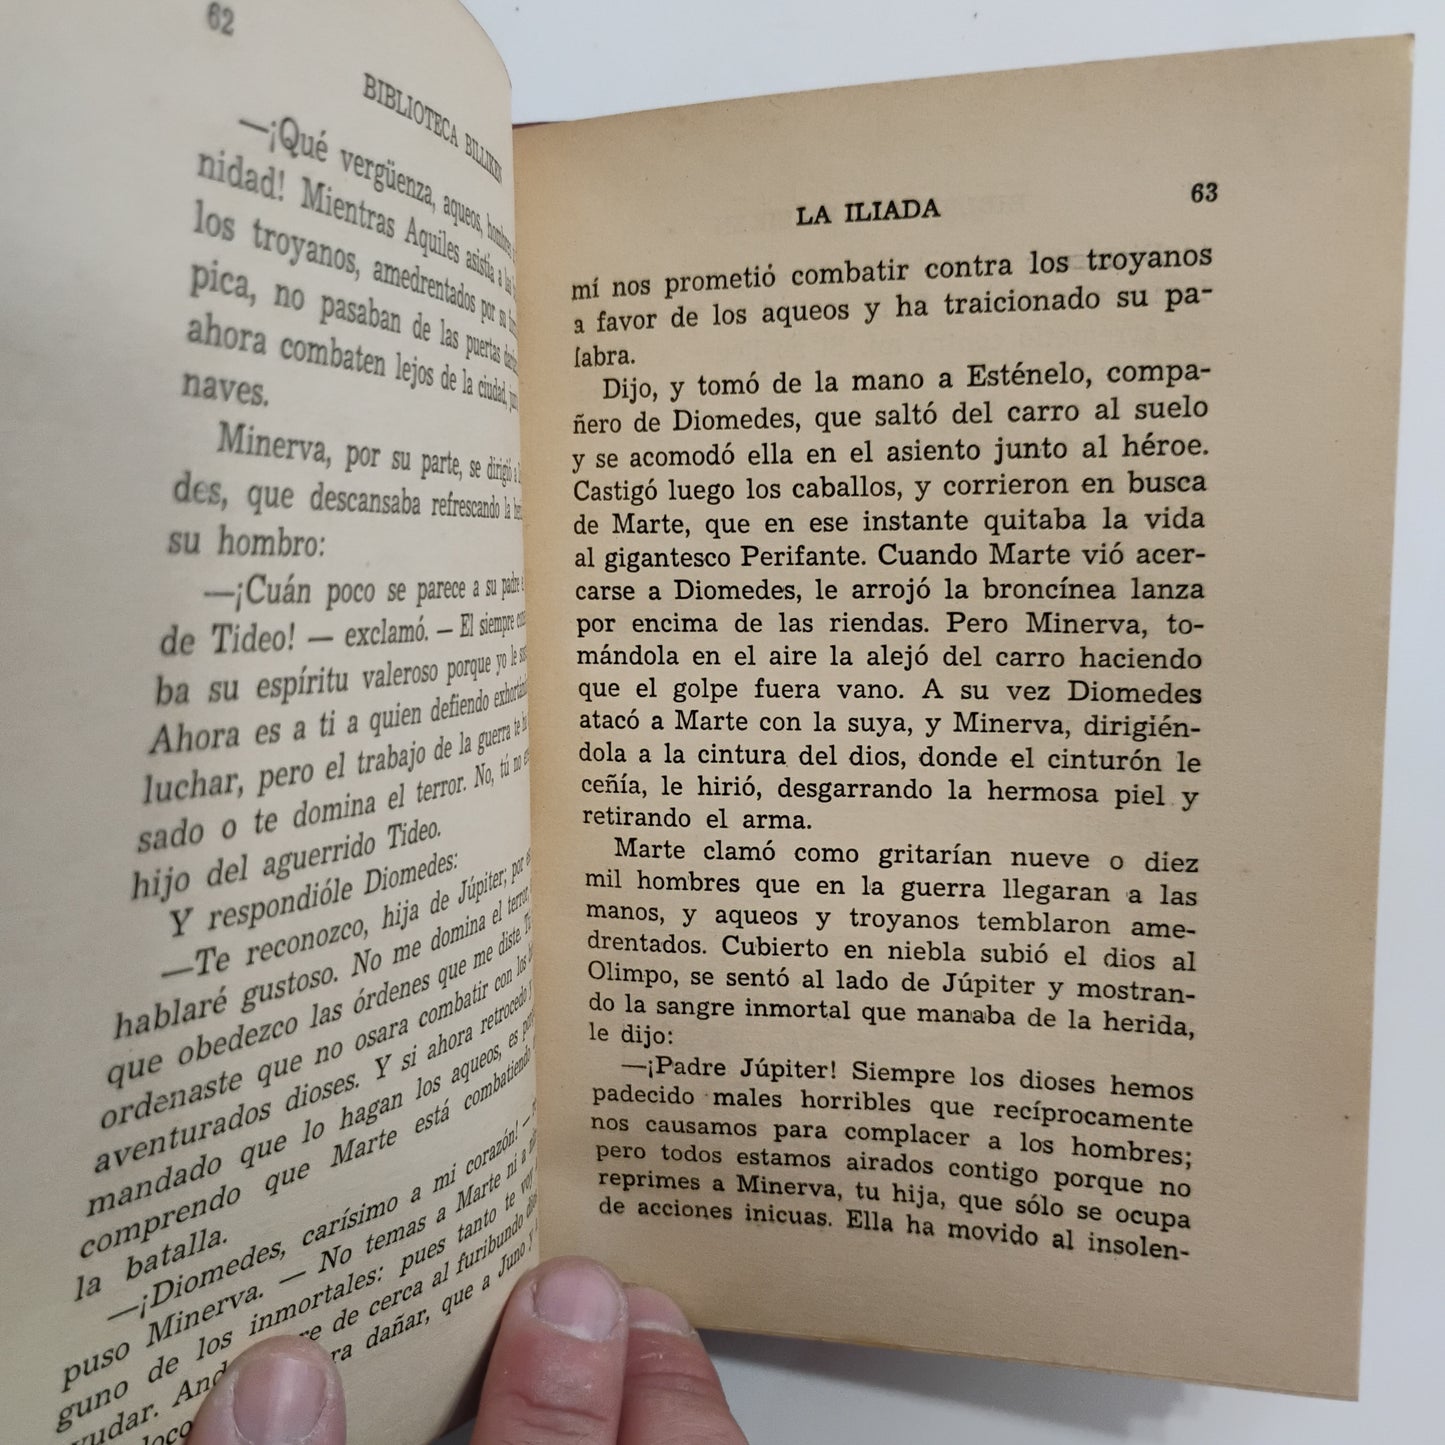 62
BIBLIOTECA BILLIKEN
—¡Qué vergüenza, aqueos, hombres
nidad! Mientras Aquiles asistía a las
los troyanos, amedrentados por su
pica, no pasaban de las puertas
ahora combaten lejos de la ciudad,
naves.
Minerva, por su parte, se dirigió a
des, que descansaba refrescando la
su hombro:
—¡Cuán poco se parece a su padre
de Tideo! — exclamó. — El siempre
ba su espíritu valeroso porque yo le
Ahora es a ti a quien defiendo
luchar, pero el trabajo de la guerra te
sado o te domina el terror. No, tú no
hijo del aguerrido Tideo.
Y respondióle Diomedes:
—Te reconozco, hija de Júpiter; por
hablaré gustoso. No me domina el terror,
que obedezco las órdenes que me diste.
ordenaste que no osara combatir con los
aventurados dioses. Y si ahora retrocedo
mandado que lo hagan los aqueos, es
comprendo que Marte está combatiendo
la batalla.
—¡Diomedes, carísimo a mi corazón! —
puso Minerva. — No temas a Marte ni a
guno de los inmortales: pues tanto te voy
yudar. de cerca al furibundo
dañar, que a Juno y
LA ILIADA
63
mí nos prometió combatir contra los troyanos
a favor de los aqueos y ha traicionado su pa-
labra.
Dijo, y tomó de la mano a Esténelo, compa-
ñero de Diomedes, que saltó del carro al suelo
y se acomodó ella en el asiento junto al héroe.
Castigó luego los caballos, y corrieron en busca
de Marte, que en ese instante quitaba la vida
al gigantesco Perifante. Cuando Marte vió acer-
carse a Diomedes, le arrojó la broncínea lanza
por encima de las riendas. Pero Minerva, to-
mándola en el aire la alejó del carro haciendo
que el golpe fuera vano. A su vez Diomedes
atacó a Marte con la suya, y Minerva, dirigién-
dola a la cintura del dios, donde el cinturón le
ceñía, le hirió, desgarrando la hermosa piel y
retirando el arma.
Marte clamó como gritarían nueve o diez
mil hombres que en la guerra llegaran a las
manos, y aqueos y troyanos temblaron ame-
drentados. Cubierto en niebla subió el dios al
Olimpo, se sentó al lado de Júpiter y mostran-
do la sangre inmortal que manaba de la herida,
le dijo:
—¡Padre Júpiter! Siempre los dioses hemos
padecido males horribles que recíprocamente
nos causamos para complacer a los hombres;
pero todos estamos airados contigo porque no
reprimes a Minerva, tu hija, que sólo se ocupa
de acciones inicuas. Ella ha movido al insolen-